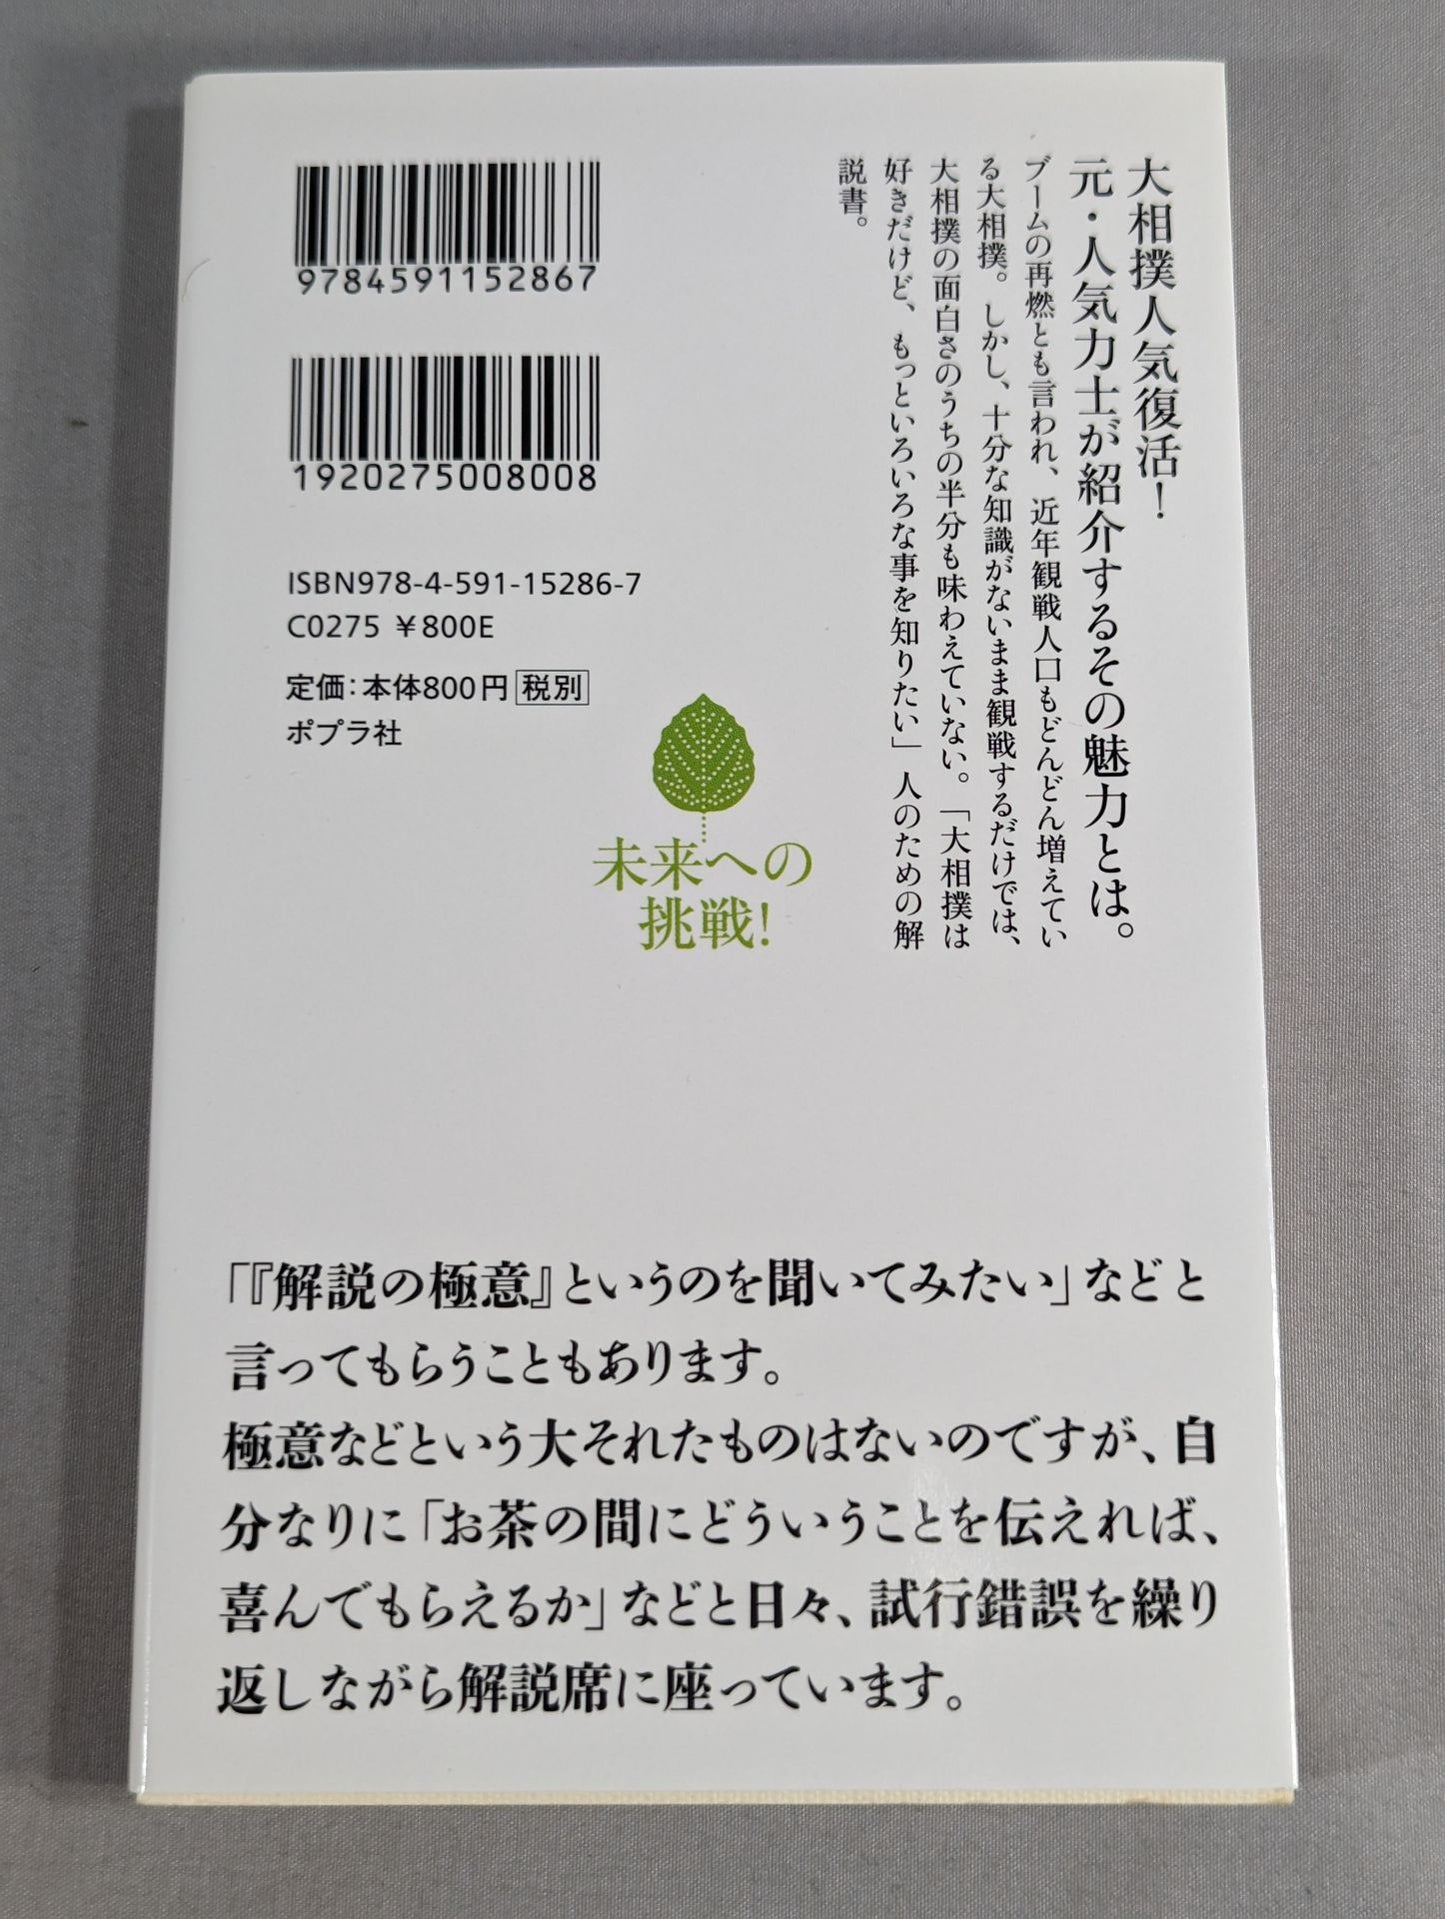 大相撲人気復活！
元・人気力士が紹介するその魅力とは。
ブームの再燃とも言われ、近年観戦人口もどんどん増えてい
る大相撲。しかし、十分な知識がないまま観戦するだけでは、
大相撲の面白さのうちの半分も味わえていない。「大相撲は
好きだけど、もっといろいろな事を知りたい」人のための解
説書。
9784591152867
1920275008008
ISBN978-4-591-15286-7
C0275 ¥800E
定価：本体800円 税別
ポプラ社
未来への
挑戦！
「『解説の極意』というのを聞いてみたい」などと
言ってもらうこともあります。
極意などという大それたものはないのですが、自
分なりに「お茶の間にどういうことを伝えれば、
喜んでもらえるか」などと日々、試行錯誤を繰り
返しながら解説席に座っています。